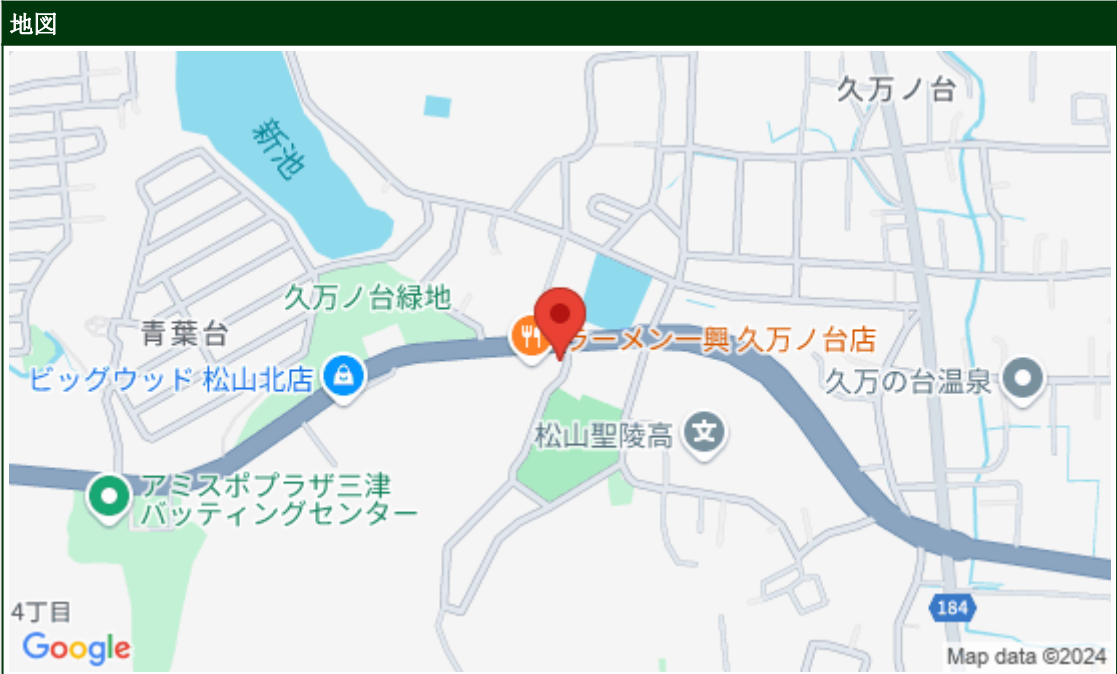 地図
久万ノ台
新池
久万ノ台緑地
青葉台
ラーメン一興 久万ノ台店
ビッグウッド 松山北店
久万の台温泉
松山聖陵高
文
アミスポプラザ三津
バッティングセンター
184
4丁目
Google
Map data ©2024